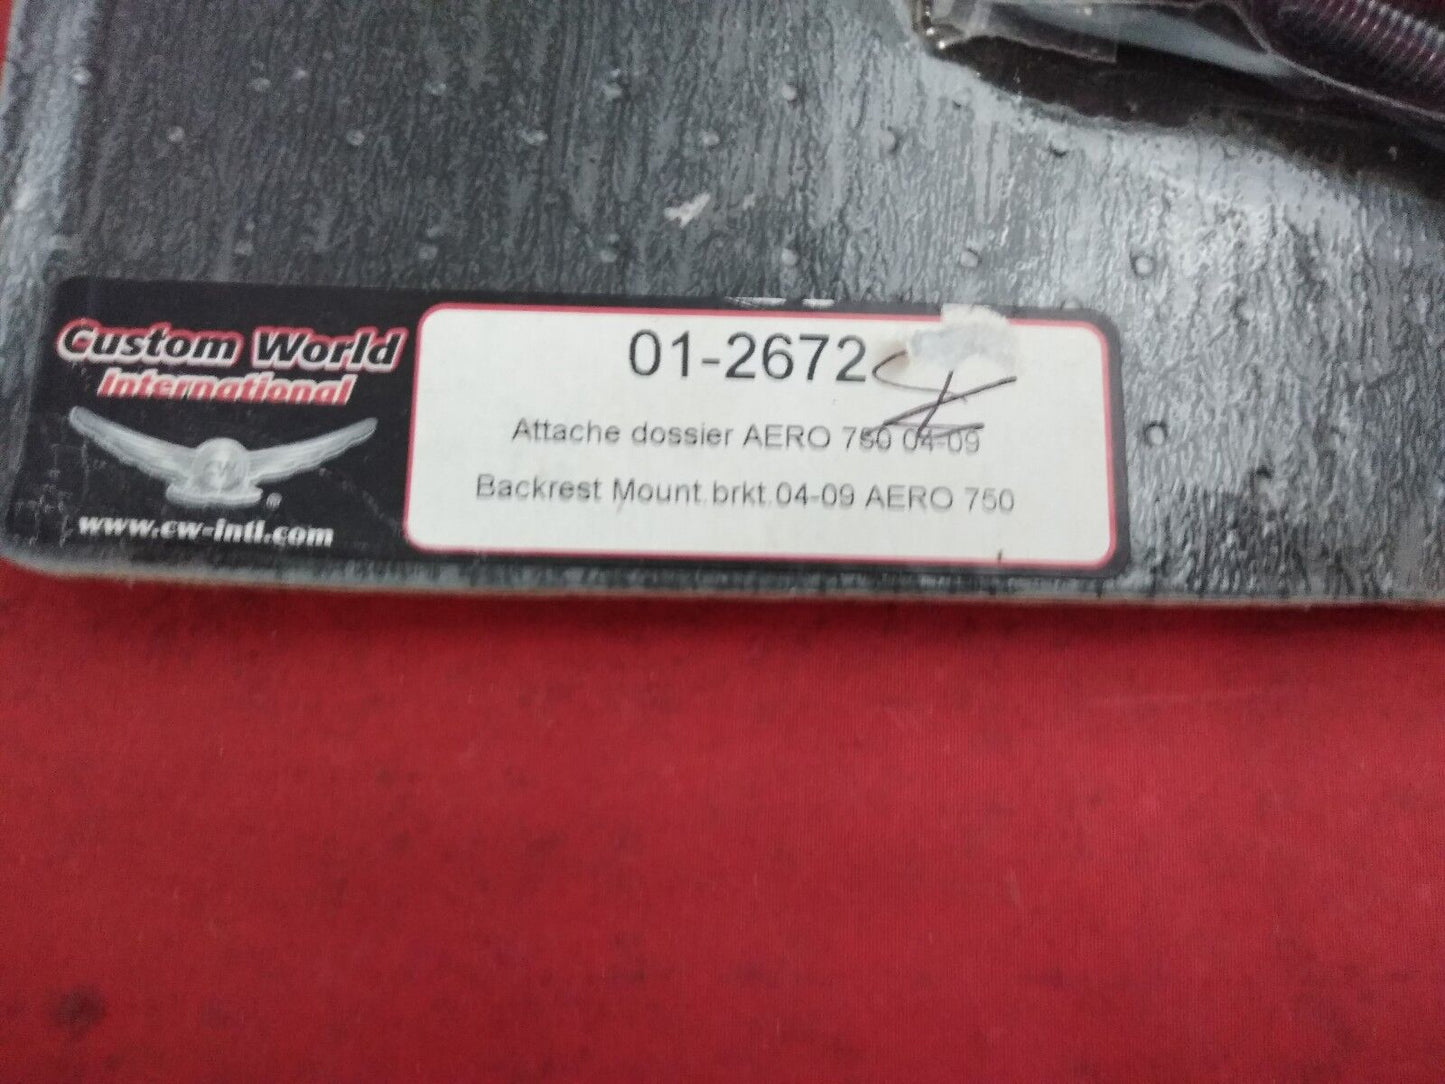 Custom World
International
CW
®
www.cw-intl.com
01-2672
Attache dossier AERO 750 04-09
Backrest Mount.brkt.04-09 AERO 750